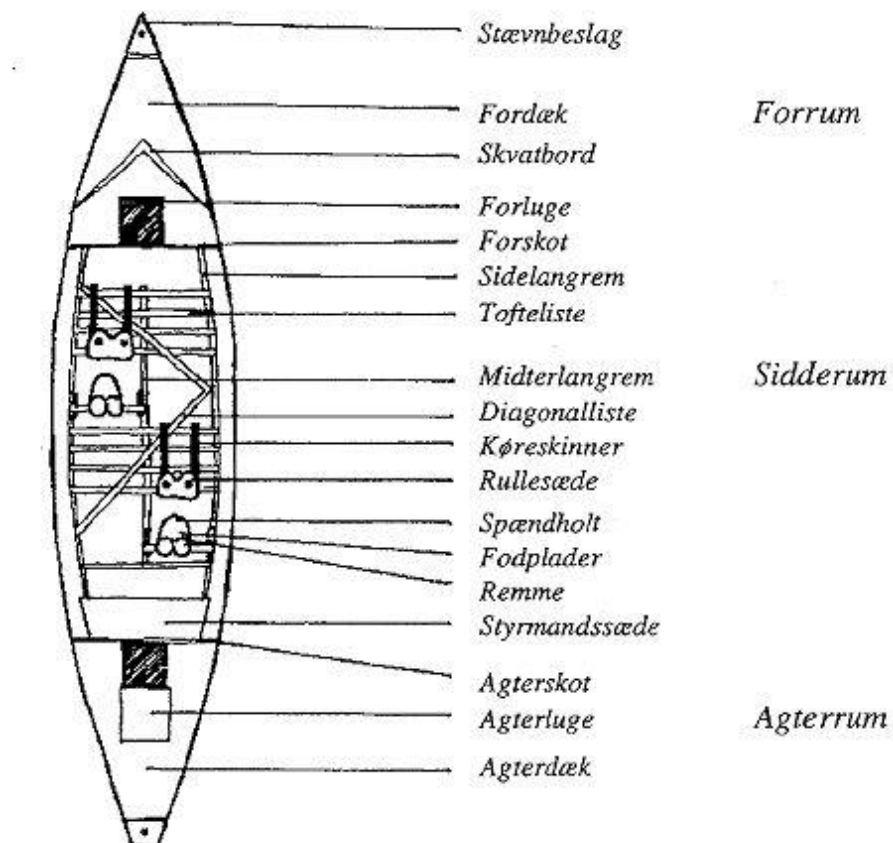 Stævnbeslag
Fordæk Forrum
Skvatbord
Forluge
Forskot
Sidelangrem
Tofteliste
Midterlangrem Sidderum
Diagonalliste
Køreskinner
Rullesæde
Spændholt
Fodplader
Remme
Styrmandssæde
Agterskot
Agterluge Agterrum
Agterdæk